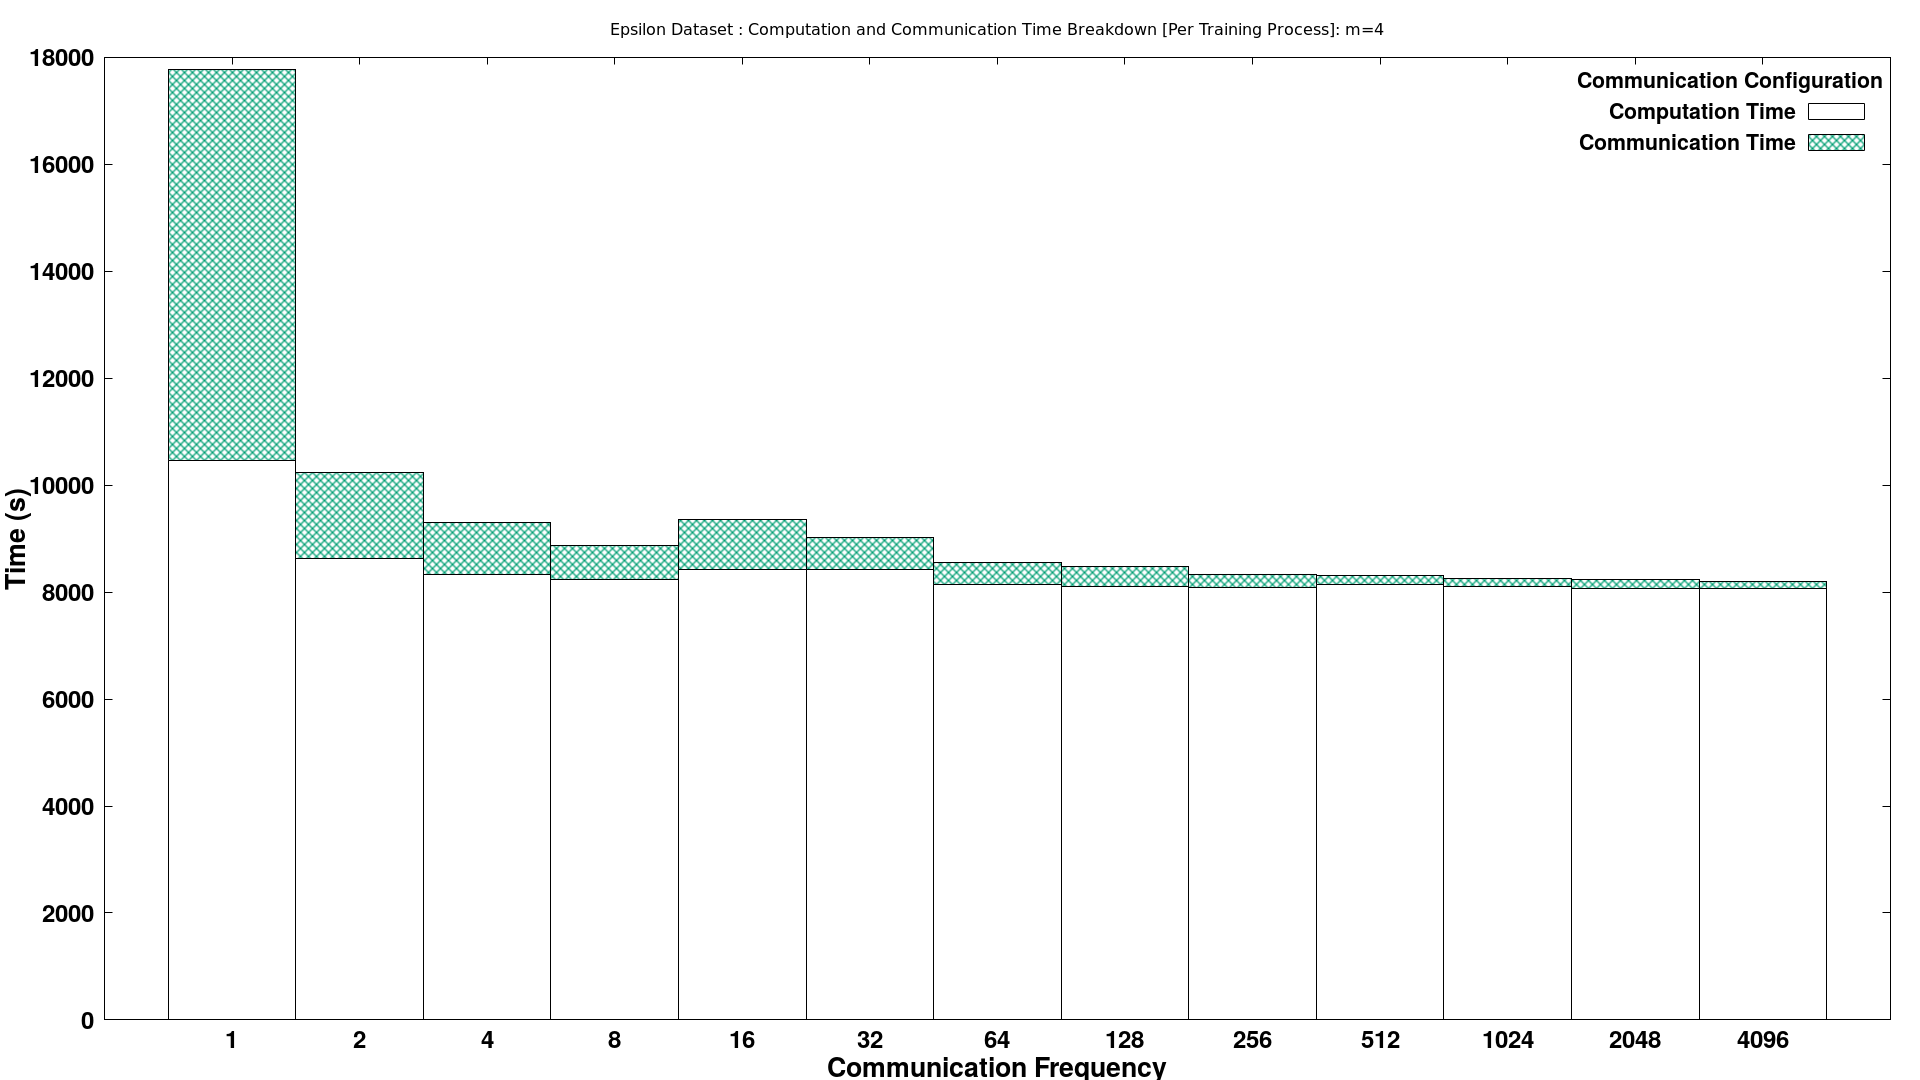 Epsilon Dataset : Computation and Communication Time Breakdown [Per Training Process]: m=4
Communication Configuration
Computation Time
Communication Time
18000
16000
14000
12000
10000
8000
6000
4000
2000
0
Time (s)
1 2 4 8 16 32 64 128 256 512 1024 2048 4096
Communication Frequency